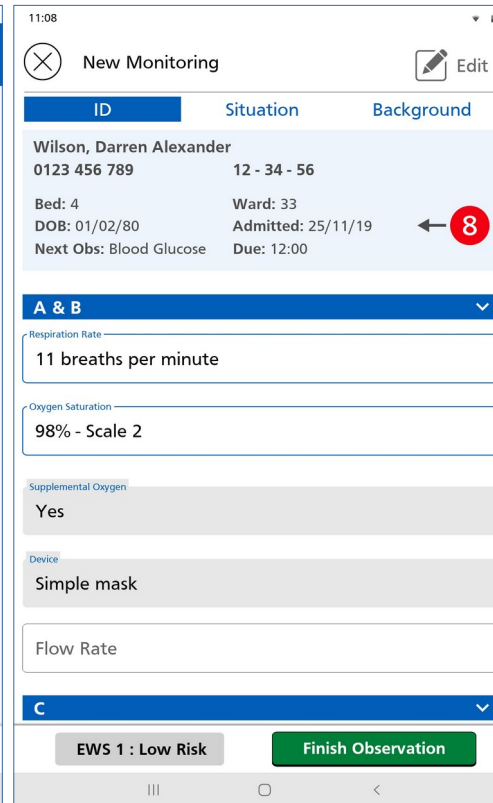 11:08
New Monitoring
Edit
ID Situation Background
Wilson, Darren Alexander
0123 456 789 12 - 34 - 56
Bed: 4 Ward: 33
DOB: 01/02/80 Admitted: 25/11/19
8
Next Obs: Blood Glucose Due: 12:00
A & B
Respiration Rate
11 breaths per minute
Oxygen Saturation
98% - Scale 2
Supplemental Oxygen
Yes
Device
Simple mask
Flow Rate
C
EWS 1 : Low Risk Finish Observation